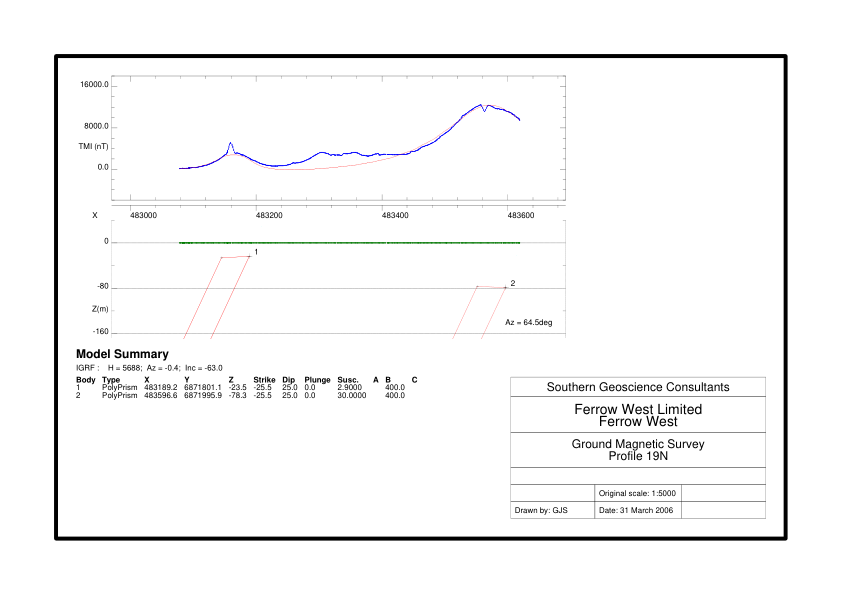 16000.0
8000.0
TMI (nT)
0.0
X 483000 483200 483400 483600
0
1
-80
2
Z(m)
Az = 64.5deg
-160
Model Summary
IGRF : H = 5688; Az = -0.4; Inc = -63.0
Body Type X Y Z Strike Dip Plunge Susc. A B C
1 PolyPrism 483189.2 6871801.1 -23.5 -25.5 25.0 0.0 2.9000 400.0
2 PolyPrism 483596.6 6871995.9 -78.3 -25.5 25.0 0.0 30.0000 400.0
Southern Geoscience Consultants
Ferrow West Limited
Ferrow West
Ground Magnetic Survey
Profile 19N
Original scale: 1:5000
Drawn by: GJS Date: 31 March 2006